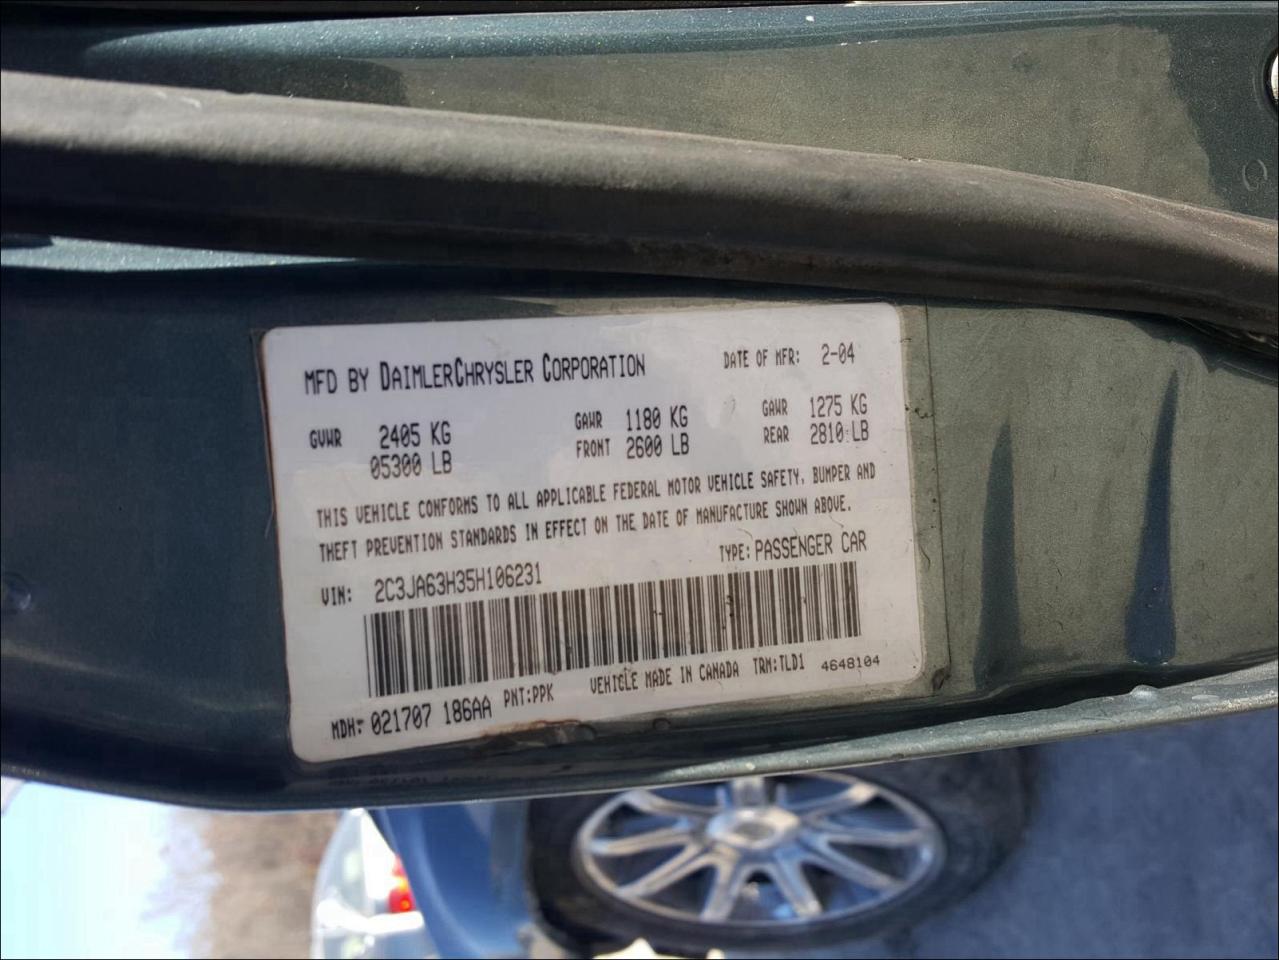 MFD BY DAIMLERCHRYSLER CORPORATION DATE OF MFR: 2-04
GVWR 2405 KG GAWR 1180 KG GAWR 1275 KG
05300 LB FRONT 2600 LB REAR 2810 LB
THIS VEHICLE CONFORMS TO ALL APPLICABLE FEDERAL MOTOR VEHICLE SAFETY, BUMPER AND
THEFT PREVENTION STANDARDS IN EFFECT ON THE DATE OF MANUFACTURE SHOWN ABOVE.
VIN: 2C3JA63H35H106231 TYPE: PASSENGER CAR
MDH: 021707 186AA PNT:PPK VEHICLE MADE IN CANADA TRM:TLD1 4648104